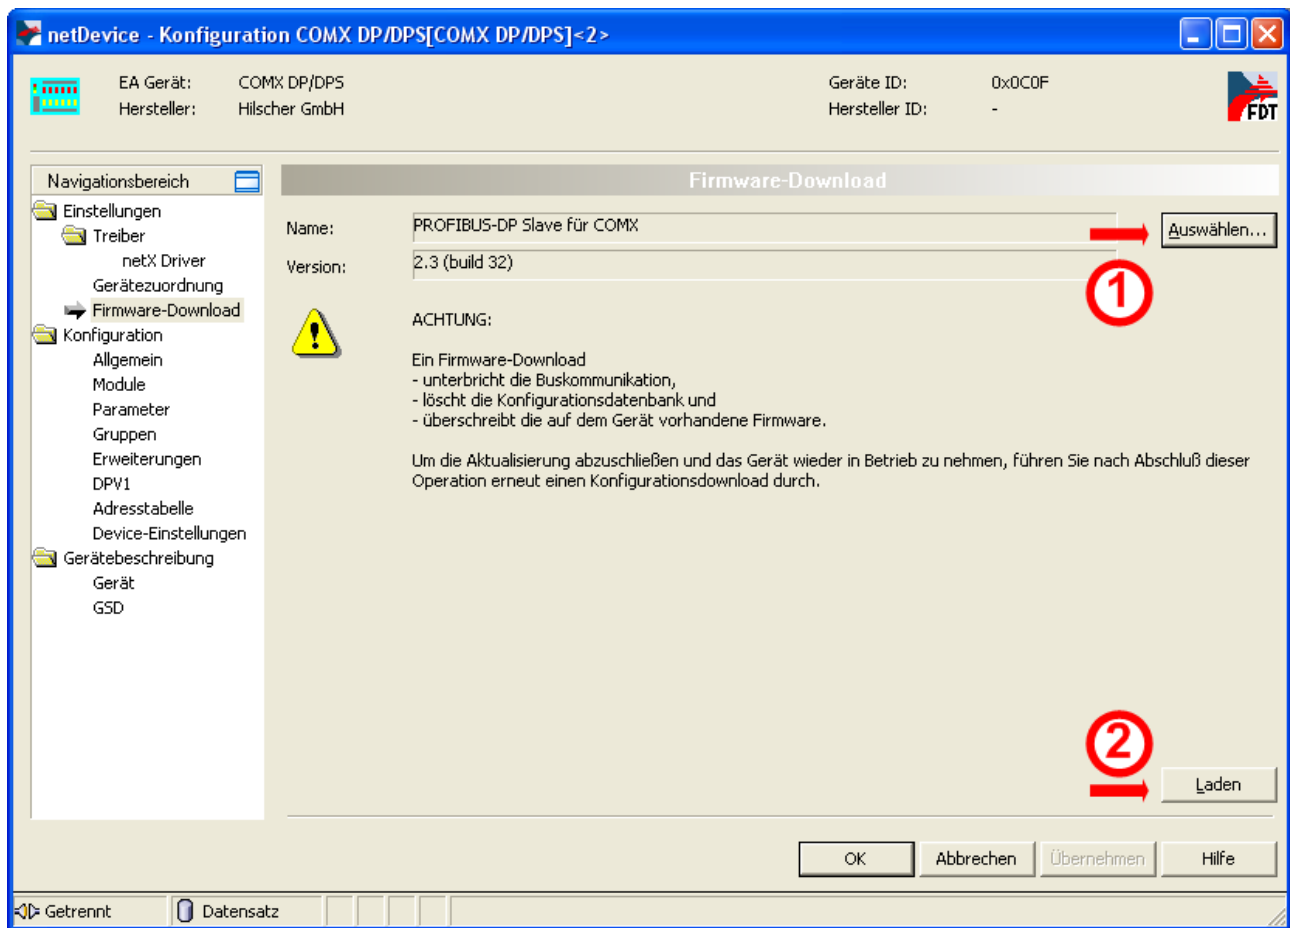 netDevice - Konfiguration COMX DP/DPS[COMX DP/DPS]<2>
EA Gerät: COMX DP/DPS Geräte ID: 0x0C0F
Hersteller: Hilscher GmbH Hersteller ID: -
FDT
Navigationsbereich
Einstellungen
Treiber
netX Driver
Gerätezuordnung
Firmware-Download
Konfiguration
Allgemein
Module
Parameter
Gruppen
Erweiterungen
DPV1
Adresstabelle
Device-Einstellungen
Gerätebeschreibung
Gerät
GSD
Firmware-Download
Name: PROFIBUS-DP Slave für COMX Auswählen...
Version: 2.3 (build 32)
1
ACHTUNG:
Ein Firmware-Download
- unterbricht die Buskommunikation,
- löscht die Konfigurationsdatenbank und
- überschreibt die auf dem Gerät vorhandene Firmware.
Um die Aktualisierung abzuschließen und das Gerät wieder in Betrieb zu nehmen, führen Sie nach Abschluß dieser
Operation erneut einen Konfigurationsdownload durch.
2
Laden
OK Abbrechen Übernehmen Hilfe
Getrennt Datensatz